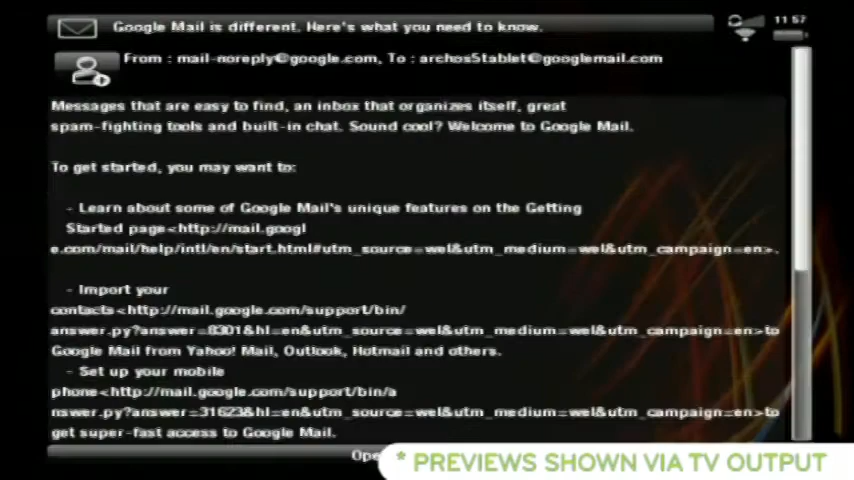 Google Mail is different. Here's what you need to know.
11 57
From : mail-noreply@google.com, To : archos5tablet@googlemail.com
Messages that are easy to find, an inbox that organizes itself, great
spam-fighting tools and built-in chat. Sound cool? Welcome to Google Mail.
To get started, you may want to:
- Learn about some of Google Mail's unique features on the Getting
Started page<http://mail.googl
e.com/mail/help/intl/en/start.html#utm_source=wel&utm_medium=wel&utm_campaign=en>.
- Import your
contacts<http://mail.google.com/support/bin/
answer.py?answer=8301&hl=en&utm_source=wel&utm_medium=wel&utm_campaign=en>to
Google Mail from Yahoo! Mail, Outlook, Hotmail and others.
- Set up your mobile
phone<http://mail.google.com/support/bin/a
nswer.py?answer=31623&hl=en&utm_source=wel&utm_medium=wel&utm_campaign=en>to
get super-fast access to Google Mail.
Ope
* PREVIEWS SHOWN VIA TV OUTPUT